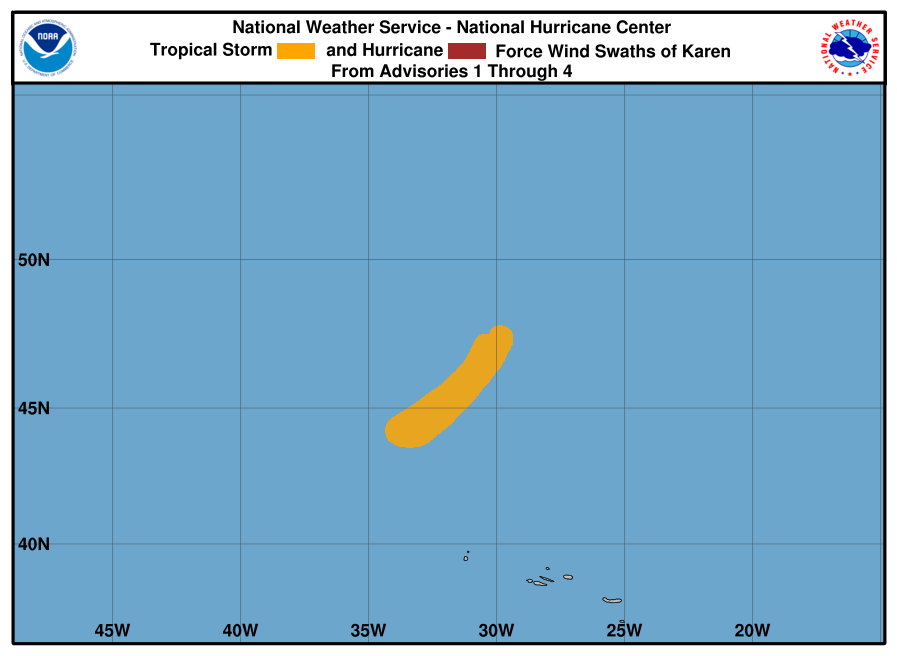 National Weather Service - National Hurricane Center
Tropical Storm and Hurricane Force Wind Swaths of Karen
From Advisories 1 Through 4
NOAA
NATIONAL WEATHER SERVICE
50N
45N
40N
45W 40W 35W 30W 25W 20W